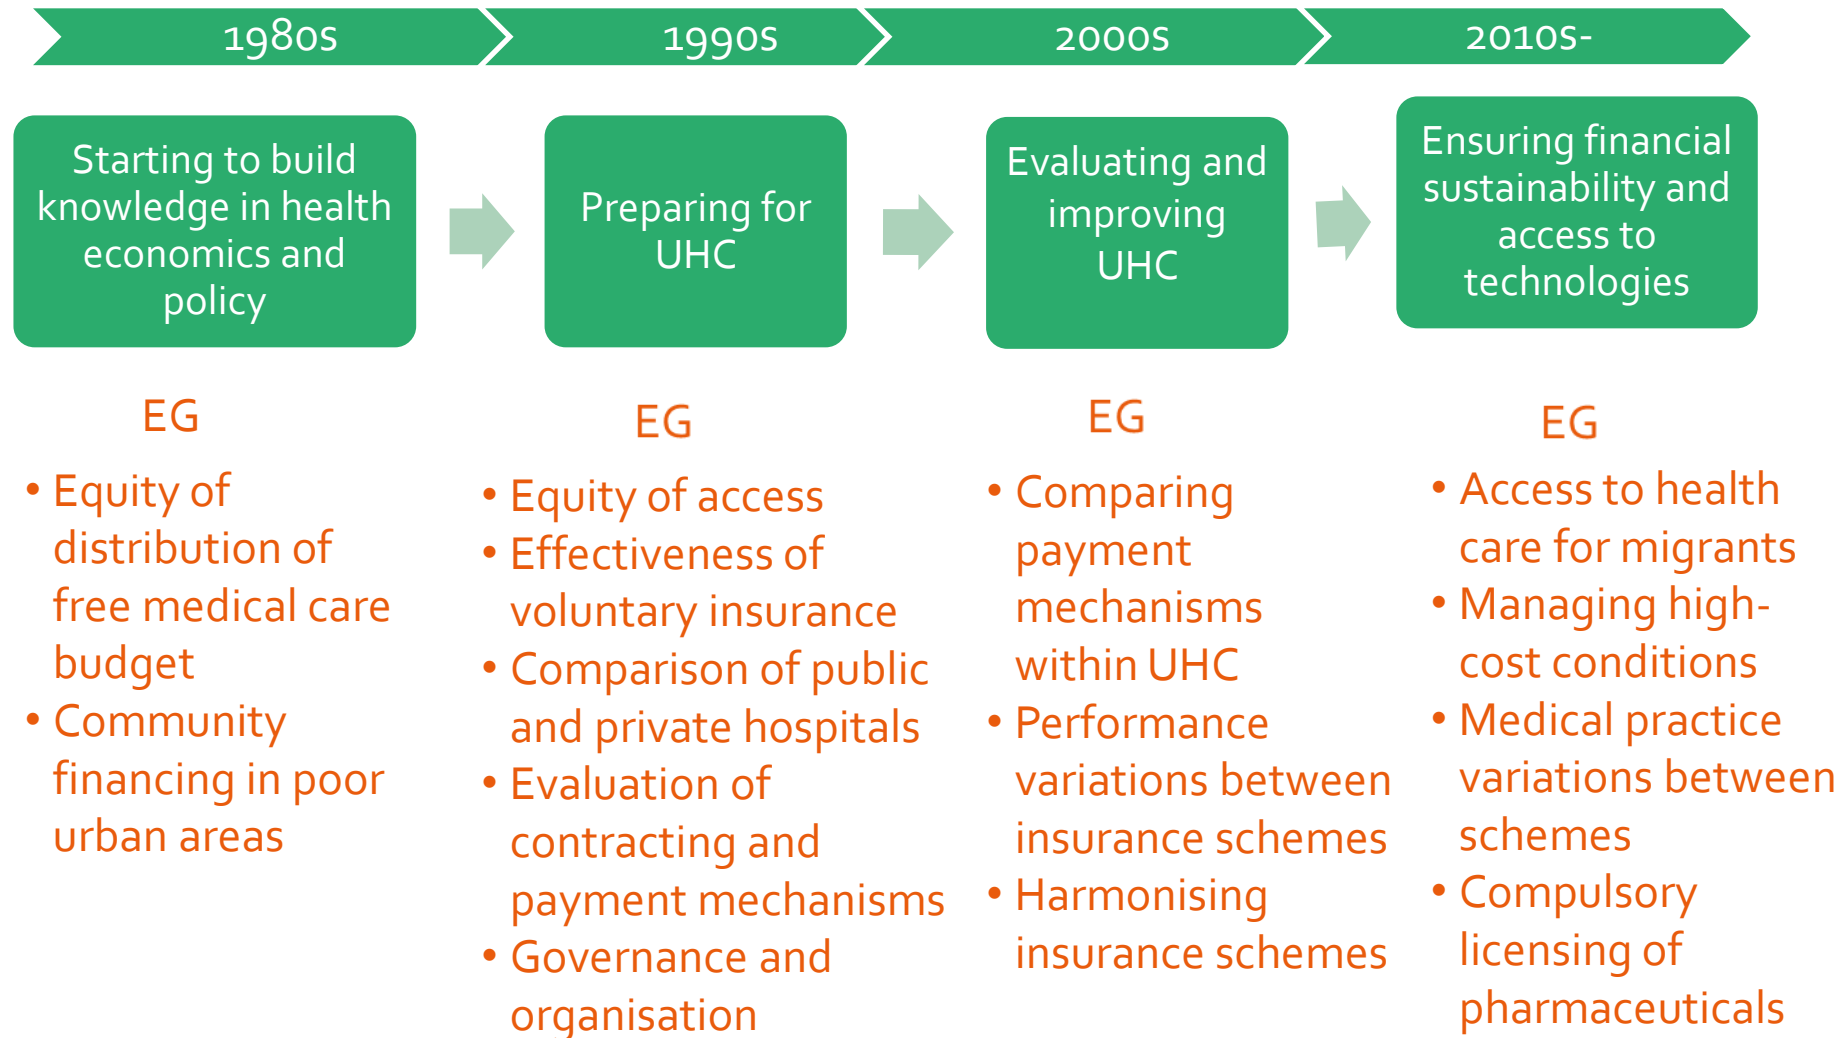 1980s
1990s
2000s
2010s-
Starting to build
knowledge in health
economics and
policy
Preparing for
UHC
Evaluating and
improving
UHC
Ensuring financial
sustainability and
access to
technologies
EG
• Equity of
distribution of
free medical care
budget
• Community
financing in poor
urban areas
EG
• Equity of access
• Effectiveness of
voluntary insurance
• Comparison of public
and private hospitals
• Evaluation of
contracting and
payment mechanisms
• Governance and
organisation
EG
• Comparing
payment
mechanisms
within UHC
• Performance
variations between
insurance schemes
• Harmonising
insurance schemes
EG
• Access to health
care for migrants
• Managing high-
cost conditions
• Medical practice
variations between
schemes
• Compulsory
licensing of
pharmaceuticals